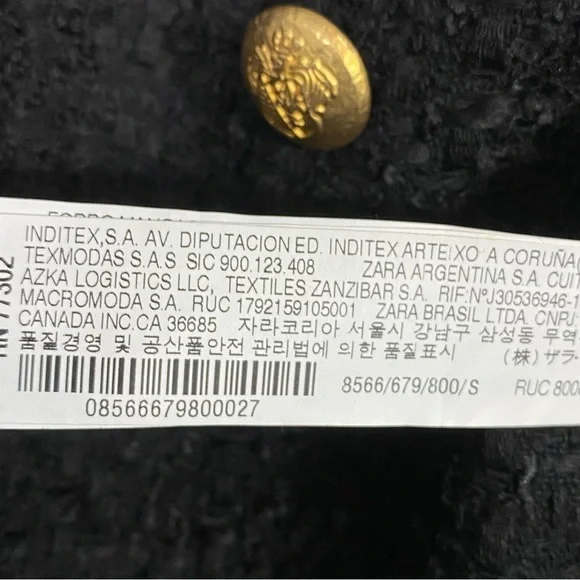 RN 77302
INDITEX,S.A. AV. DIPUTACION ED. INDITEX ARTEIXO A CORUÑA
TEXMODAS S.A.S SIC 900.123.408 ZARA ARGENTINA S.A. CUIT
AZKA LOGISTICS LLC, TEXTILES ZANZIBAR S.A. RIF:NºJ30536946-1
MACROMODA S.A. RUC 1792159105001 ZARA BRASIL LTDA. CNPJ-
CANADA INC.CA 36685 자라코리아 서울시 강남구 삼성동 무역
품질경영 및 공산품안전 관리법에 의한 품질표시 (株) ザラ
8566/679/800/S RUC 800
08566679800027